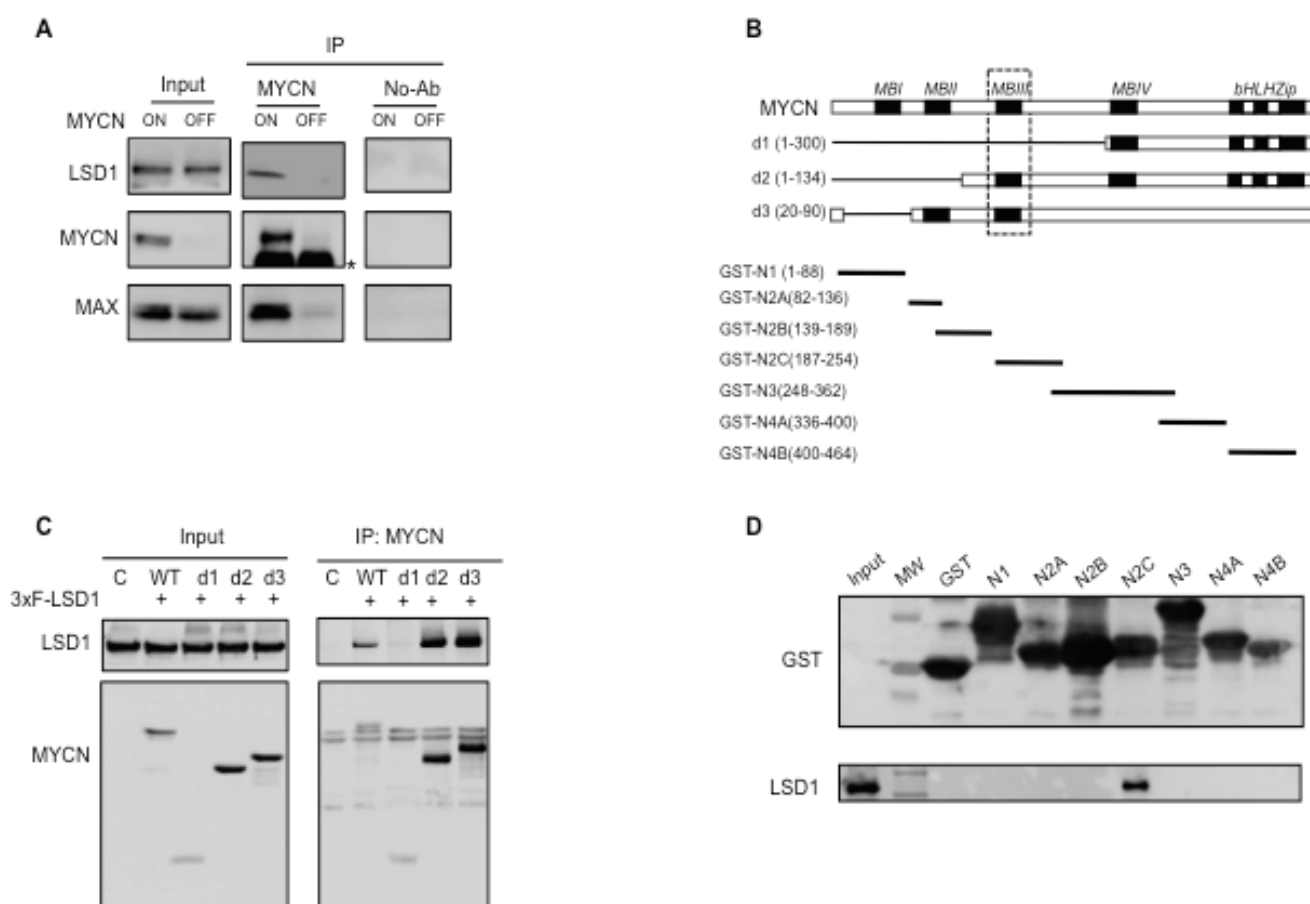 A
IP
Input
MYCN
No-Ab
MYCN
ON
OFF
ON
OFF
ON
OFF
LSD1
MYCN
*
MAX
B
MBI
MBII
MBIII
MBIV
bHLHZip
MYCN
d1 (1-300)
d2 (1-134)
d3 (20-90)
GST-N1 (1-88)
GST-N2A(82-136)
GST-N2B(139-189)
GST-N2C(187-254)
GST-N3(248-362)
GST-N4A(336-400)
GST-N4B(400-464)
C
Input
IP: MYCN
C WT d1 d2 d3
C WT d1 d2 d3
3xF-LSD1 + + + +
+ + + +
LSD1
MYCN
D
Input MW GST N1 N2A N2B N2C N3 N4A N4B
GST
LSD1